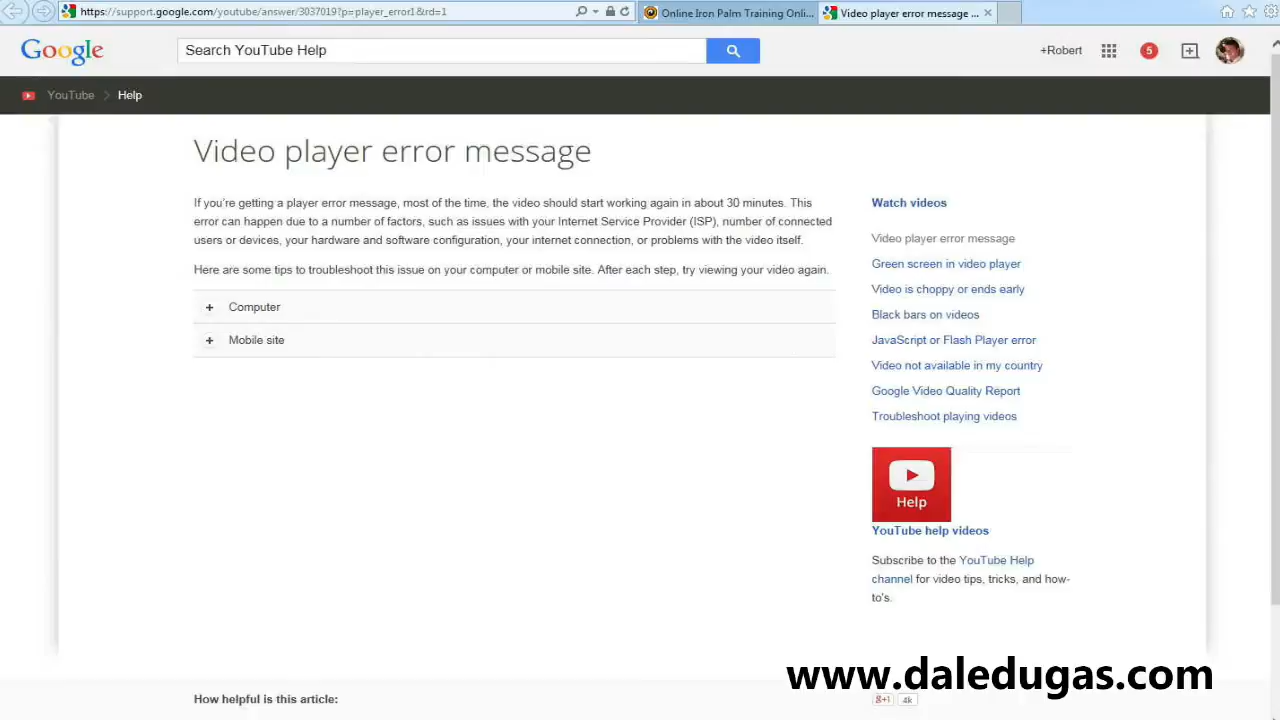 https://support.google.com/youtube/answer/3037019?p=player_error1&rd=1
Online Iron Palm Training Onli...
Video player error message ...
Google
Search YouTube Help
+Robert
5
YouTube
Help
Video player error message
If you're getting a player error message, most of the time, the video should start working again in about 30 minutes. This
error can happen due to a number of factors, such as issues with your Internet Service Provider (ISP), number of connected
users or devices, your hardware and software configuration, your internet connection, or problems with the video itself.
Here are some tips to troubleshoot this issue on your computer or mobile site. After each step, try viewing your video again.
+ Computer
+ Mobile site
Watch videos
Video player error message
Green screen in video player
Video is choppy or ends early
Black bars on videos
JavaScript or Flash Player error
Video not available in my country
Google Video Quality Report
Troubleshoot playing videos
Help
YouTube help videos
Subscribe to the YouTube Help
channel for video tips, tricks, and how-
to's.
www.daledugas.com
How helpful is this article:
g+1
4k